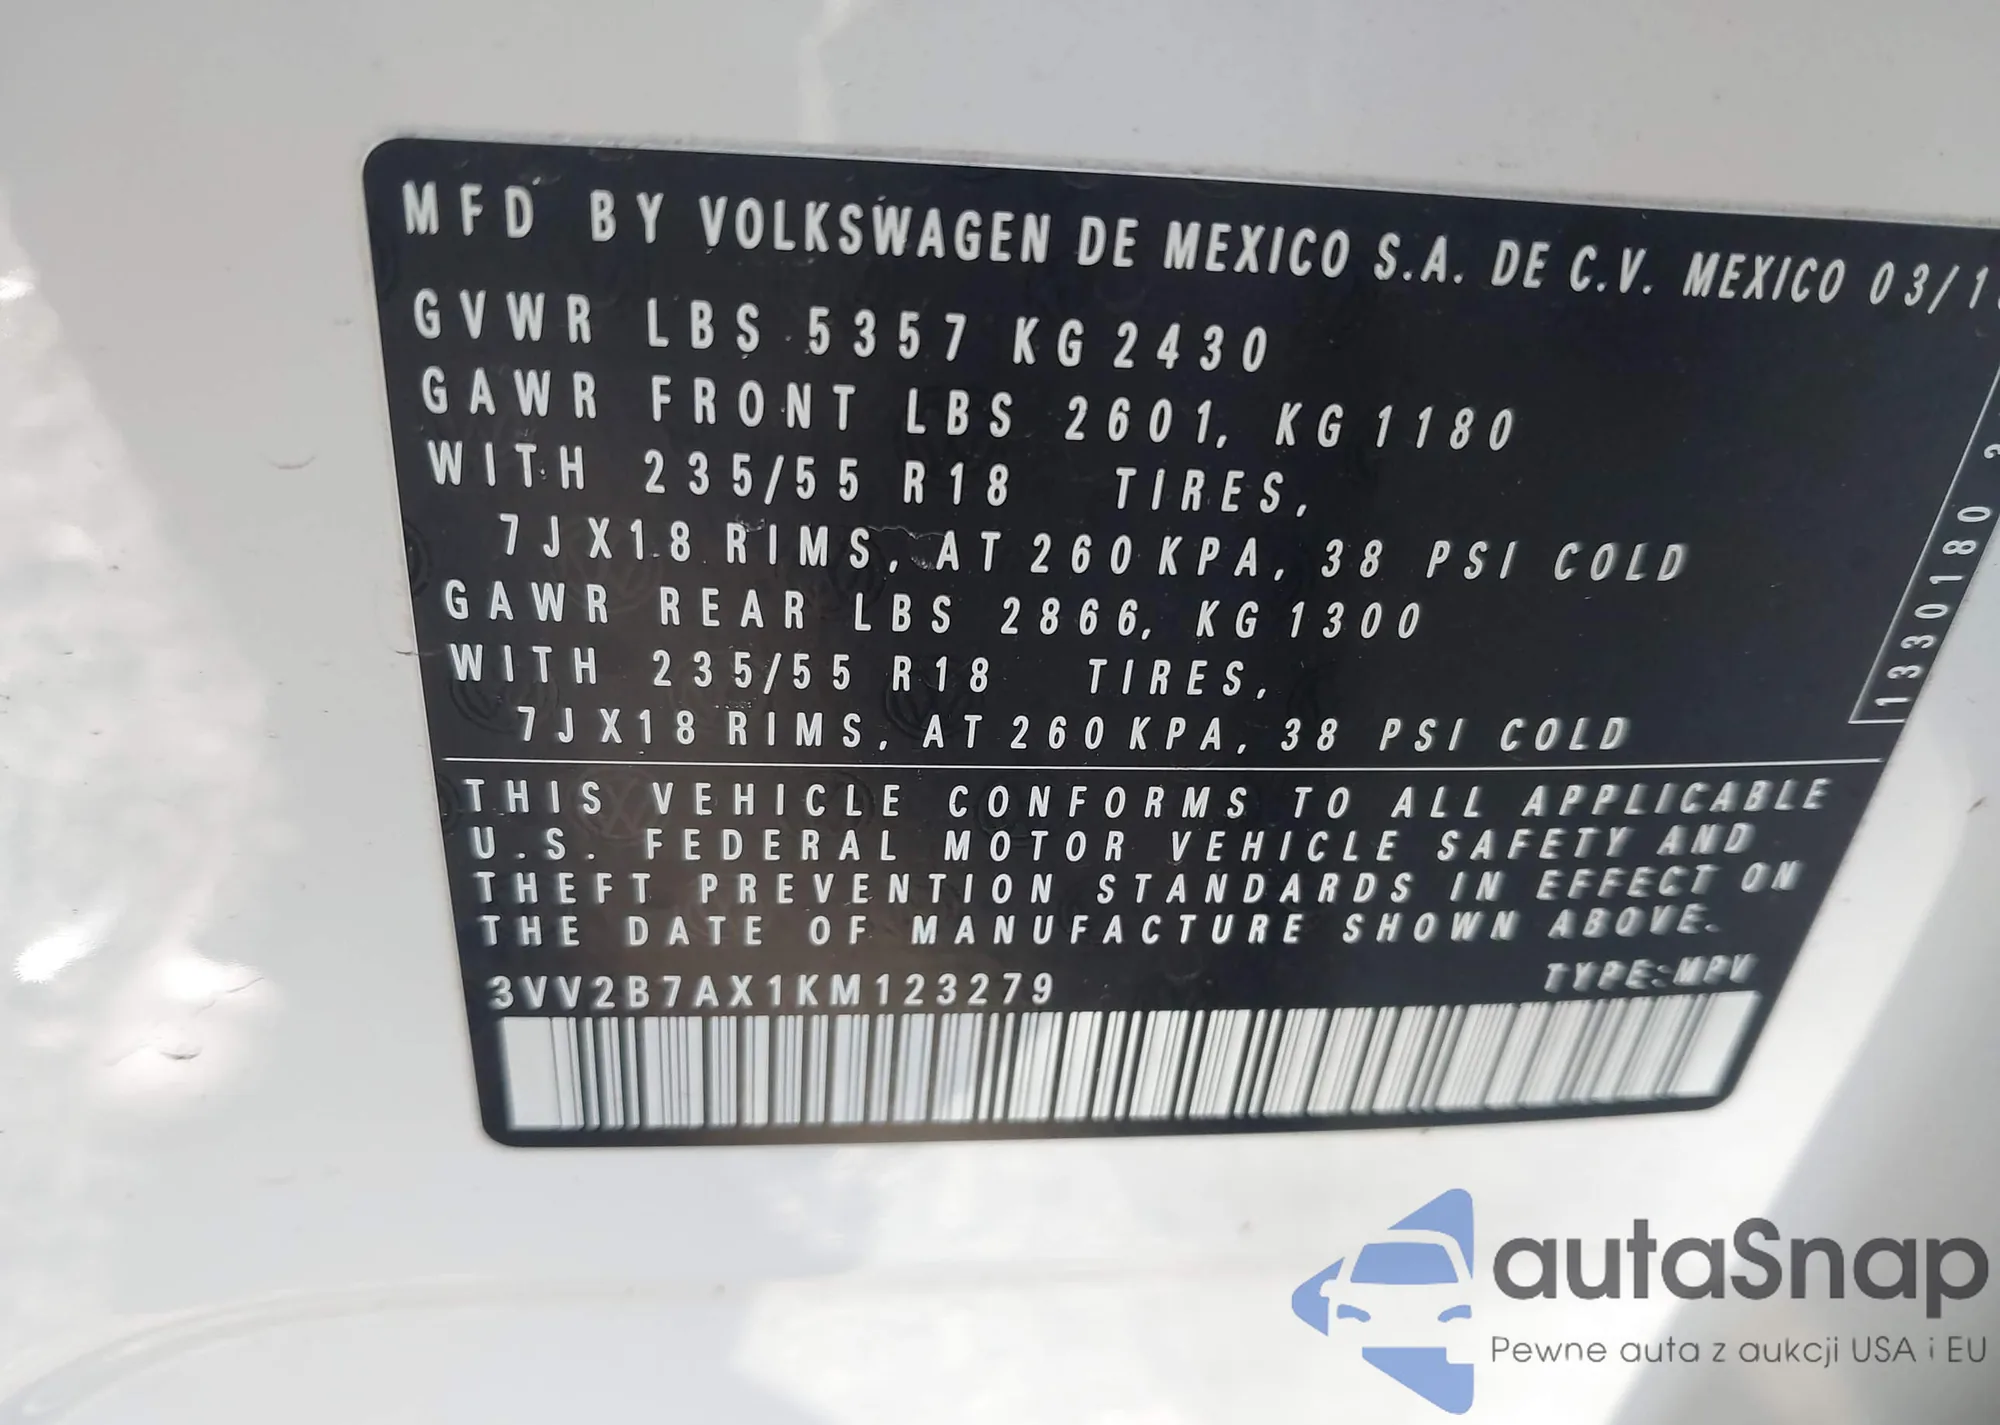 MFD BY VOLKSWAGEN DE MEXICO S.A. DE C.V. MEXICO 03/1
GVWR LBS 5357 KG 2430
GAWR FRONT LBS 2601, KG 1180
WITH 235/55 R18 TIRES,
7JX18 RIMS, AT 260 KPA, 38 PSI COLD
GAWR REAR LBS 2866, KG 1300
WITH 235/55 R18 TIRES,
7JX18 RIMS, AT 260 KPA, 38 PSI COLD
1330180
THIS VEHICLE CONFORMS TO ALL APPLICABLE
U.S. FEDERAL MOTOR VEHICLE SAFETY AND
THEFT PREVENTION STANDARDS IN EFFECT ON
THE DATE OF MANUFACTURE SHOWN ABOVE.
3VV2B7AX1KM123279 TYPE:MPV
autaSnap
Pewne auta z aukcji USA i EU